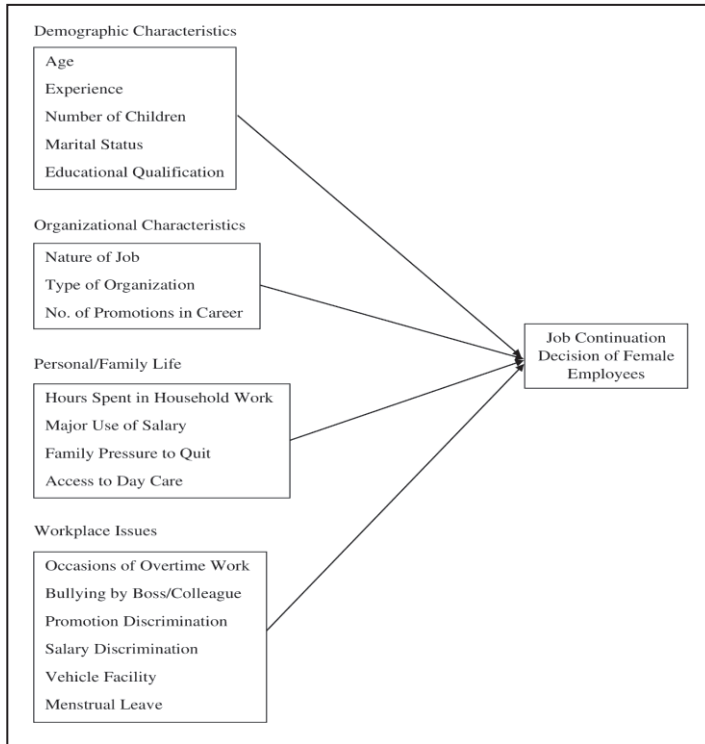 Demographic Characteristics
Age
Experience
Number of Children
Marital Status
Educational Qualification
Organizational Characteristics
Nature of Job
Type of Organization
No. of Promotions in Career
Personal/Family Life
Hours Spent in Household Work
Major Use of Salary
Family Pressure to Quit
Access to Day Care
Workplace Issues
Occasions of Overtime Work
Bullying by Boss/Colleague
Promotion Discrimination
Salary Discrimination
Vehicle Facility
Menstrual Leave
Job Continuation
Decision of Female
Employees